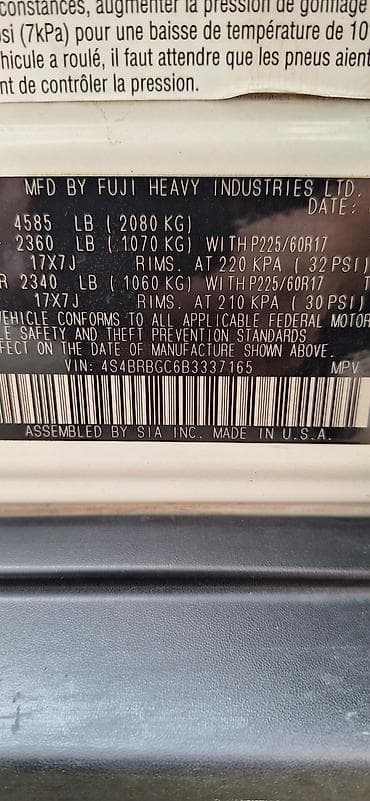 constances, augmenter la pression de gonflage
psi (7kPa) pour une baisse de température de 10
hicule a roulé, il faut attendre que les pneus aient
nt de contrôler la pression.
MFD BY FUJI HEAVY INDUSTRIES LTD.
DATE:
4585 LB (2080 KG)
2360 LB (1070 KG) WITH P225/60R17
17X7J RIMS. AT 220 KPA (32 PSI)
R 2340 LB (1060 KG) WITH P225/60R17 T
17X7J RIMS. AT 210 KPA (30 PSI)
VEHICLE CONFORMS TO ALL APPLICABLE FEDERAL MOTOR
LE SAFETY AND THEFT PREVENTION STANDARDS
FECT ON THE DATE OF MANUFACTURE SHOWN ABOVE.
VIN: 4S4BRBGC6B3337165 MPV
ASSEMBLED BY SIA INC. MADE IN U.S.A.